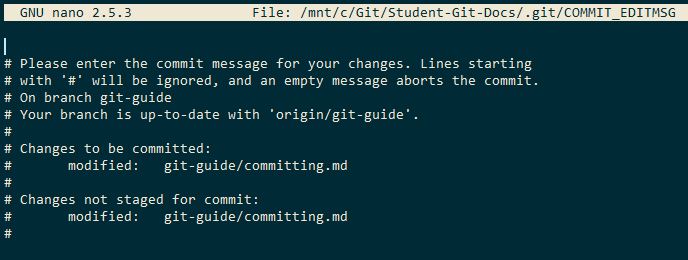 GNU nano 2.5.3 File: /mnt/c/Git/Student-Git-Docs/.git/COMMIT_EDITMSG
# Please enter the commit message for your changes. Lines starting
# with '#' will be ignored, and an empty message aborts the commit.
# On branch git-guide
# Your branch is up-to-date with 'origin/git-guide'.
#
# Changes to be committed:
#       modified:   git-guide/committing.md
#
# Changes not staged for commit:
#       modified:   git-guide/committing.md
#